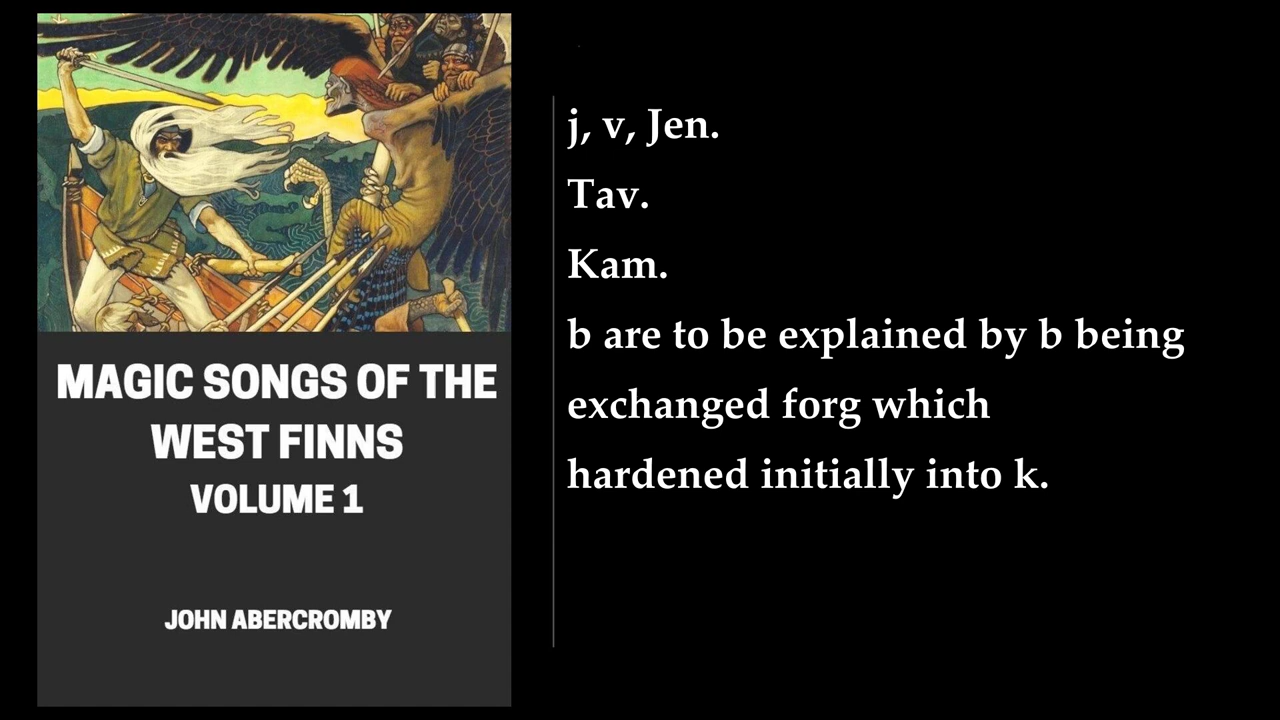 MAGIC SONGS OF THE
WEST FINNS
VOLUME 1
JOHN ABERCROMBY
j, v, Jen.
Tav.
Kam.
b are to be explained by b being
exchanged forg which
hardened initially into k.